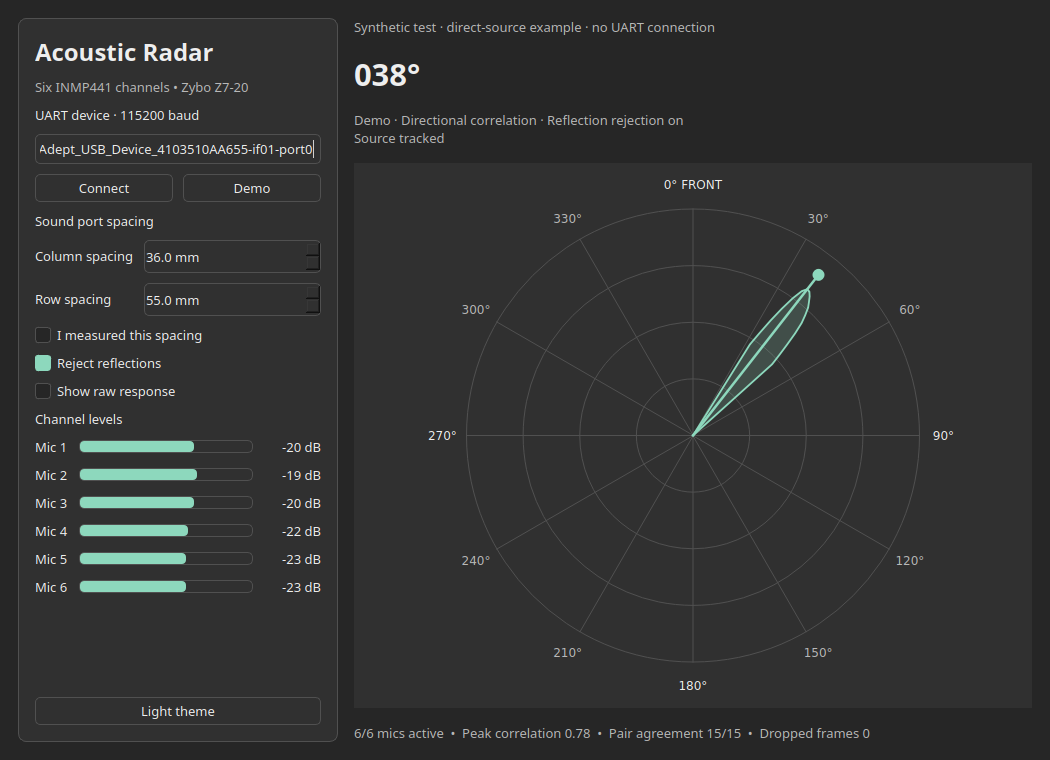 Acoustic Radar
Six INMP441 channels • Zybo Z7-20
UART device · 115200 baud
Adept_USB_Device_4103510AA655-if01-port0
Connect
Demo
Sound port spacing
Column spacing
36.0 mm
Row spacing
55.0 mm
I measured this spacing
Reject reflections
Show raw response
Channel levels
Mic 1 -20 dB
Mic 2 -19 dB
Mic 3 -20 dB
Mic 4 -22 dB
Mic 5 -23 dB
Mic 6 -23 dB
Light theme
Synthetic test · direct-source example · no UART connection
038°
Demo · Directional correlation · Reflection rejection on
Source tracked
0° FRONT
330°
30°
300°
60°
270°
90°
240°
120°
210°
150°
180°
6/6 mics active • Peak correlation 0.78 • Pair agreement 15/15 • Dropped frames 0